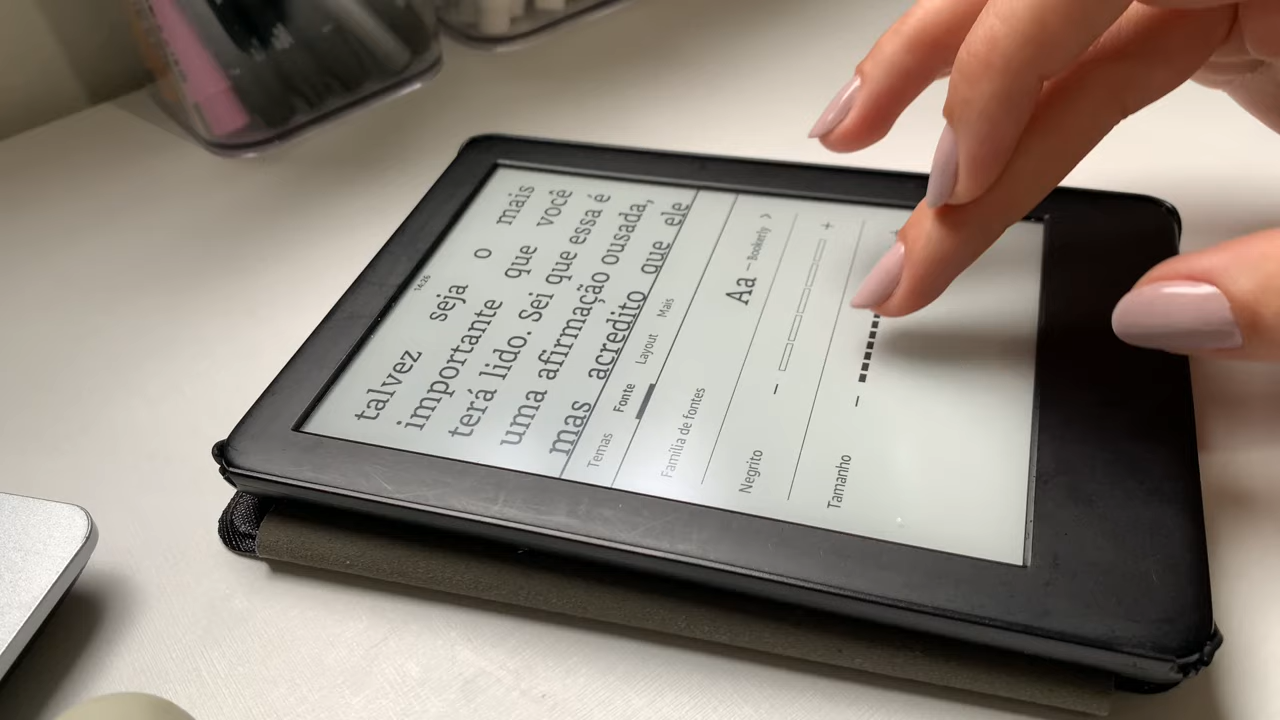 14:26
talvez seja o mais
importante que você
terá lido. Sei que essa é
uma afirmação ousada,
mas acredito que ele
Temas Fonte Layout Mais
Família de fontes Aa — Bookerly >
Negrito - +
Tamanho - +